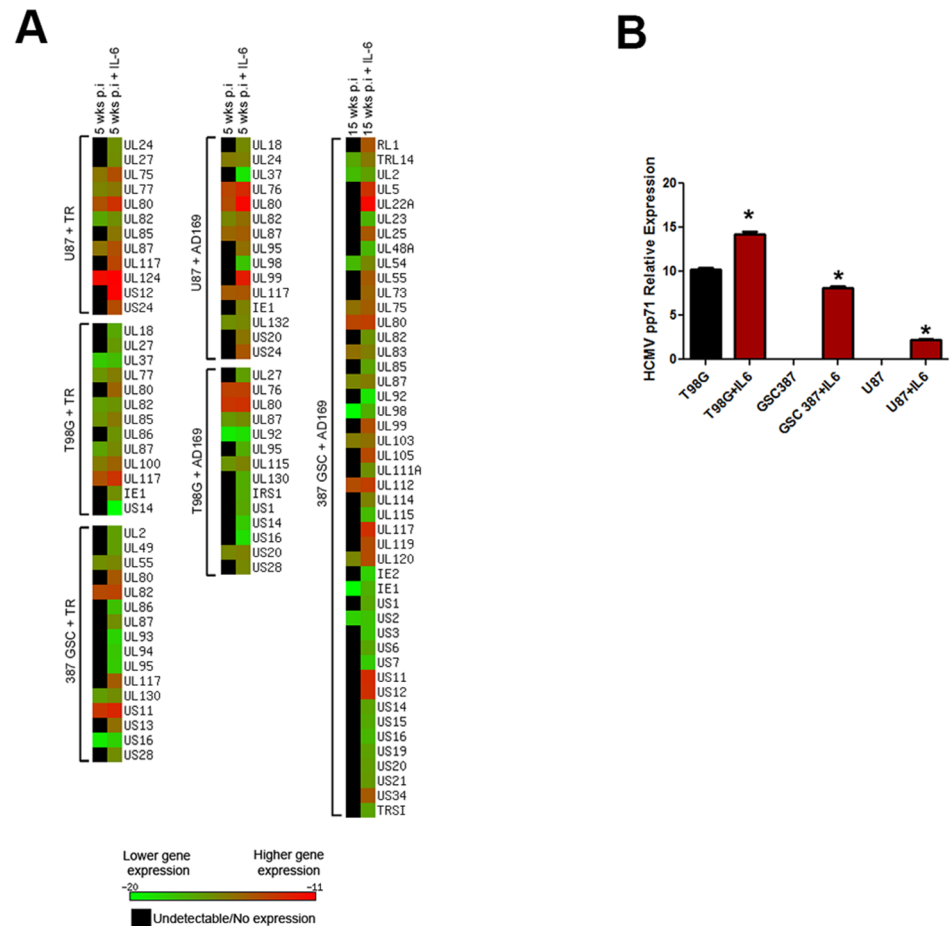 A
B
5 wks p.i
5 wks p.i + IL-6
U87 + TR
UL24
UL27
UL75
UL77
UL80
UL82
UL85
UL87
UL117
UL124
US12
US24
T98G + TR
UL18
UL27
UL37
UL77
UL80
UL82
UL85
UL86
UL87
UL100
UL117
IE1
US14
387 GSC + TR
UL2
UL49
UL55
UL80
UL82
UL86
UL87
UL93
UL94
UL95
UL117
UL130
US11
US13
US16
US28
5 wks p.i
5 wks p.i + IL-6
U87 + AD169
UL18
UL24
UL37
UL76
UL80
UL82
UL87
UL95
UL98
UL99
UL117
IE1
UL132
US20
US24
T98G + AD169
UL27
UL76
UL80
UL87
UL92
UL95
UL115
UL130
IRS1
US1
US14
US16
US20
US28
15 wks p.i
15 wks p.i + IL-6
387 GSC + AD169
RL1
TRL14
UL2
UL5
UL22A
UL23
UL25
UL48A
UL54
UL55
UL73
UL75
UL80
UL82
UL83
UL85
UL87
UL92
UL98
UL99
UL103
UL105
UL111A
UL112
UL114
UL115
UL117
UL119
UL120
IE2
IE1
US1
US2
US3
US6
US7
US11
US12
US14
US15
US16
US19
US20
US21
US34
TRSI
Lower gene expression
Higher gene expression
-20
-11
Undetectable/No expression
HCMV pp71 Relative Expression
20
15
10
5
0
*
*
*
T98G
T98G+IL6
GSC387
GSC 387+IL6
U87
U87+IL6